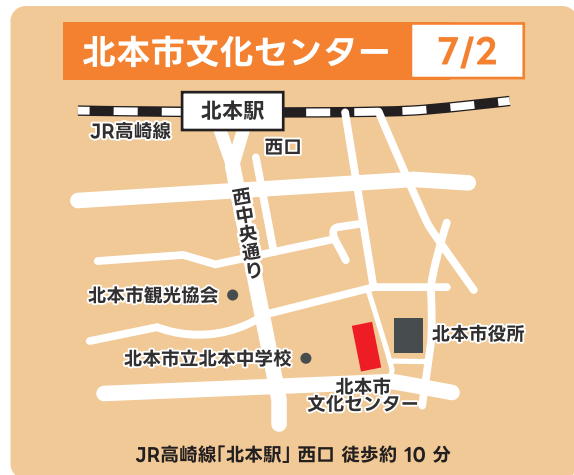 北本市文化センター 7/2
北本駅
JR高崎線
西口
西中央通り
北本市観光協会
北本市役所
北本市立北本中学校
北本市
文化センター
JR高崎線「北本駅」 西口 徒歩約 10 分